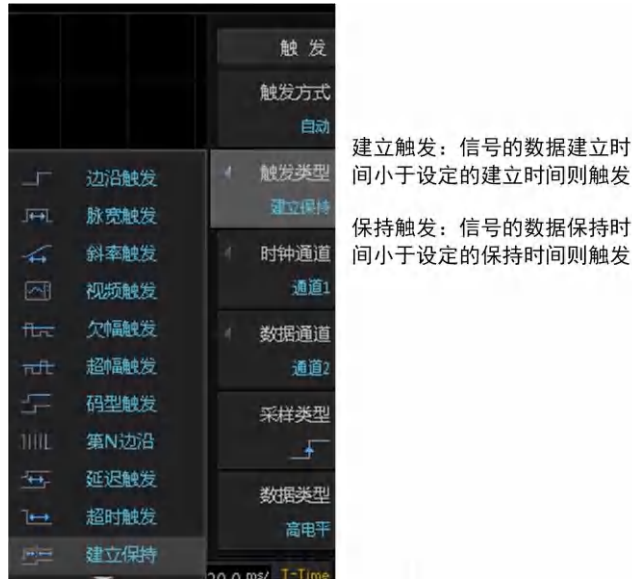 触 发
触发方式
自动
触发类型
建立保持
时钟通道
通道1
数据通道
通道2
采样类型
数据类型
高电平
边沿触发
脉宽触发
斜率触发
视频触发
欠幅触发
超幅触发
码型触发
第N边沿
延迟触发
超时触发
建立保持
20.0 ms/ T-Time
建立触发：信号的数据建立时
间小于设定的建立时间则触发
保持触发：信号的数据保持时
间小于设定的保持时间则触发